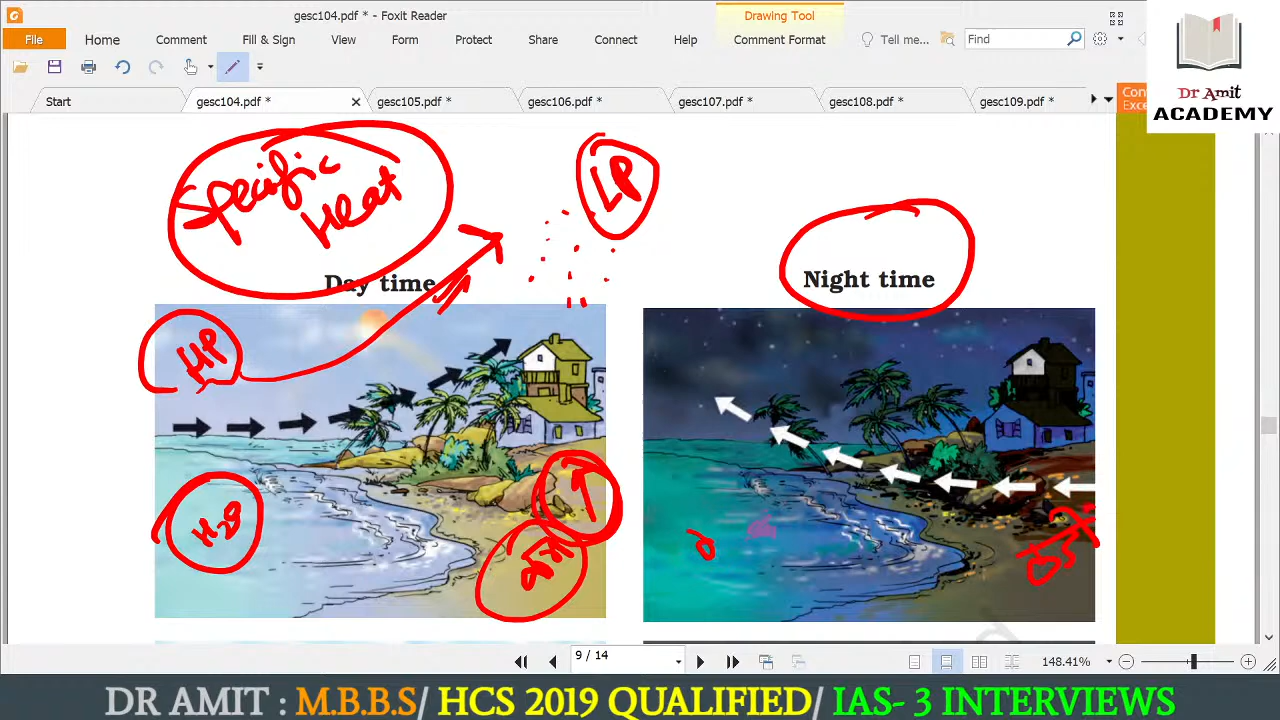 gesc104.pdf * - Foxit Reader
Drawing Tool
File Home Comment Fill & Sign View Form Protect Share Connect Help Comment Format Tell me... Find
Start gesc104.pdf * gesc105.pdf * gesc106.pdf * gesc107.pdf * gesc108.pdf * gesc109.pdf *
Dr Amit
ACADEMY
Specific
Heat
LP
Day time
Night time
HP
H2O
9 / 14
148.41%
DR AMIT : M.B.B.S/ HCS 2019 QUALIFIED/ IAS- 3 INTERVIEWS